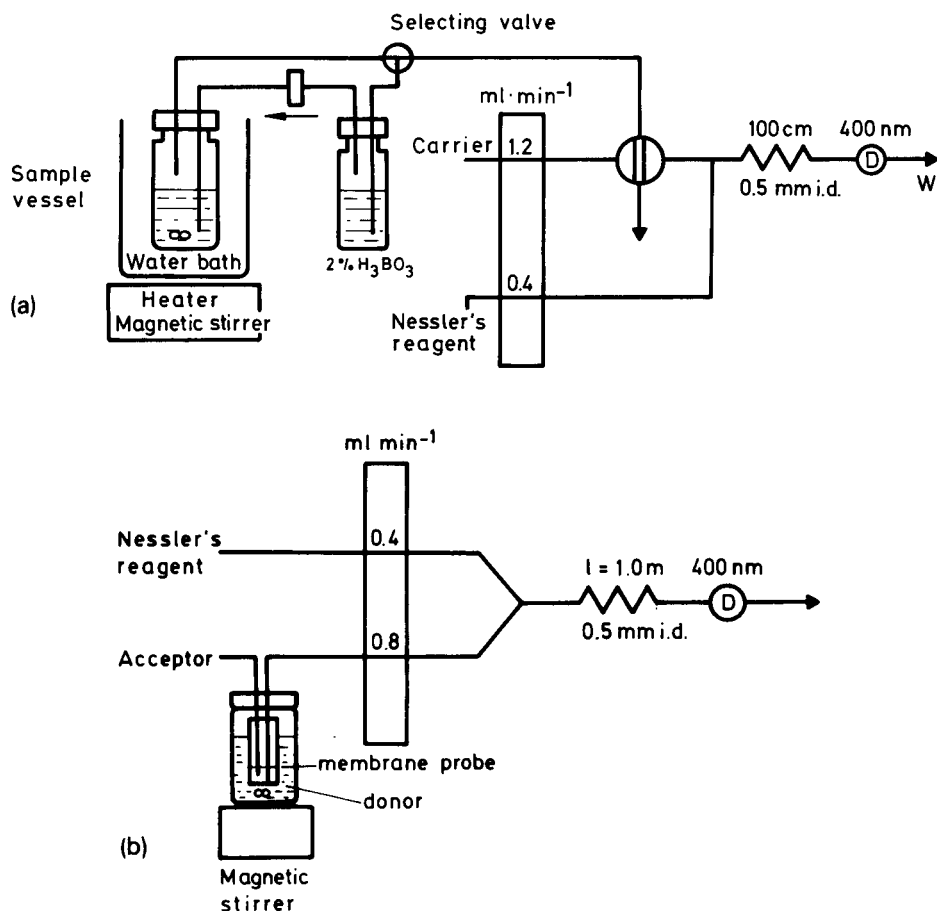 Selecting valve
ml·min⁻¹
Carrier
1.2
100 cm
400 nm
D
W
0.5 mm i.d.
Sample
vessel
Water bath
2% H₃BO₃
(a)
Heater
Magnetic stirrer
0.4
Nessler's
reagent
ml min⁻¹
Nessler's
reagent
0.4
l = 1.0 m
400 nm
D
0.5 mm i.d.
Acceptor
0.8
membrane probe
donor
(b)
Magnetic
stirrer